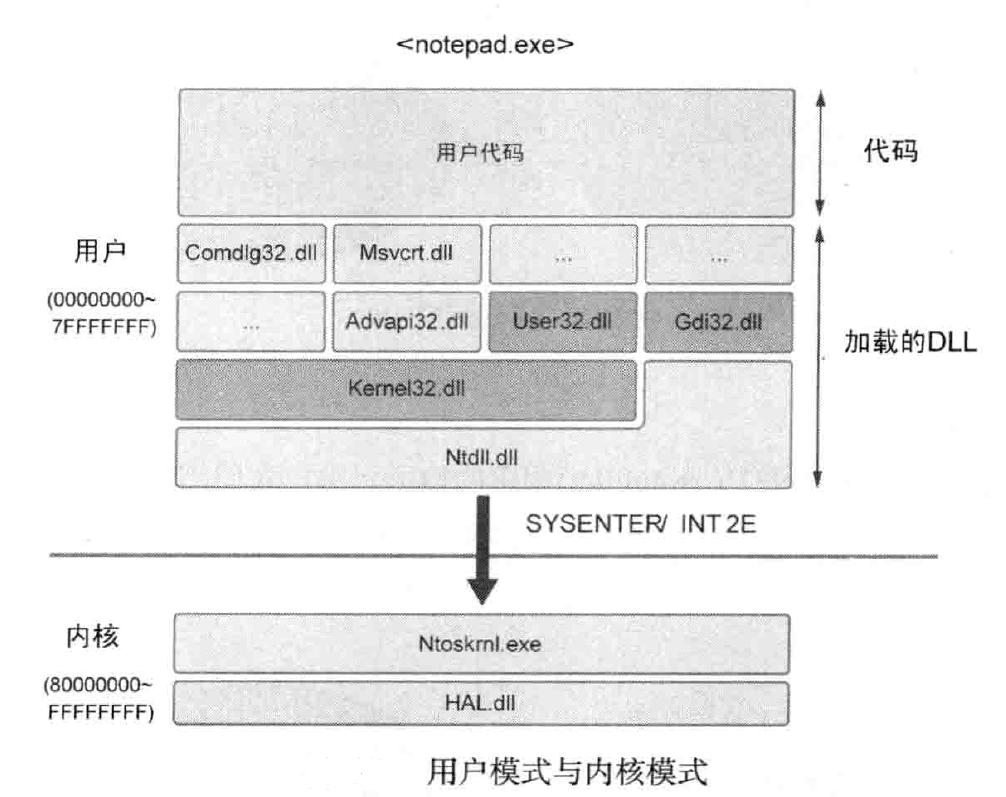 <notepad.exe>
用户代码
代码
用户
(00000000~
7FFFFFFF)
Comdlg32.dll
Msvcrt.dll
...
...
...
Advapi32.dll
User32.dll
Gdi32.dll
加载的DLL
Kernel32.dll
Ntdll.dll
SYSENTER/ INT 2E
内核
(80000000~
FFFFFFFF)
Ntoskrnl.exe
HAL.dll
用户模式与内核模式